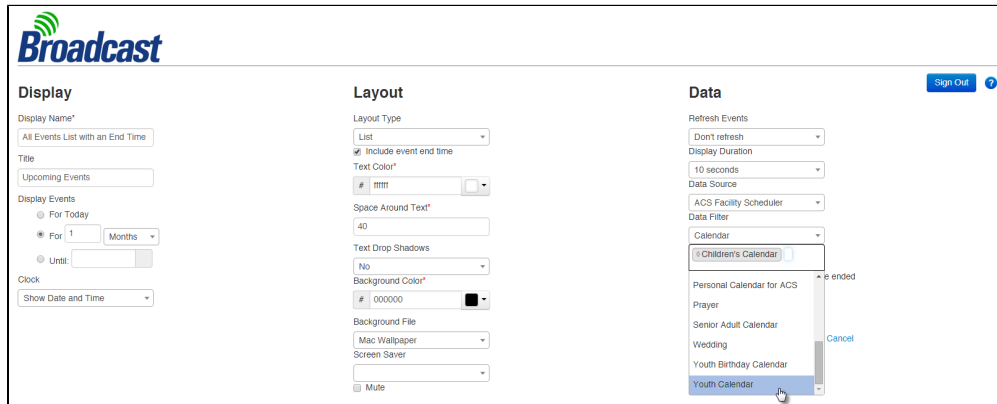 Broadcast
Sign Out ?
Display
Display Name*
All Events List with an End Time
Title
Upcoming Events
Display Events
For Today
For 1 Months
Until:
Clock
Show Date and Time
Layout
Layout Type
List
Include event end time
Text Color*
# ffffff
Space Around Text*
40
Text Drop Shadows
No
Background Color*
# 000000
Background File
Mac Wallpaper
Screen Saver
Mute
Data
Refresh Events
Don't refresh
Display Duration
10 seconds
Data Source
ACS Facility Scheduler
Data Filter
Calendar
Children's Calendar
e ended
Personal Calendar for ACS
Prayer
Senior Adult Calendar
Wedding
Cancel
Youth Birthday Calendar
Youth Calendar